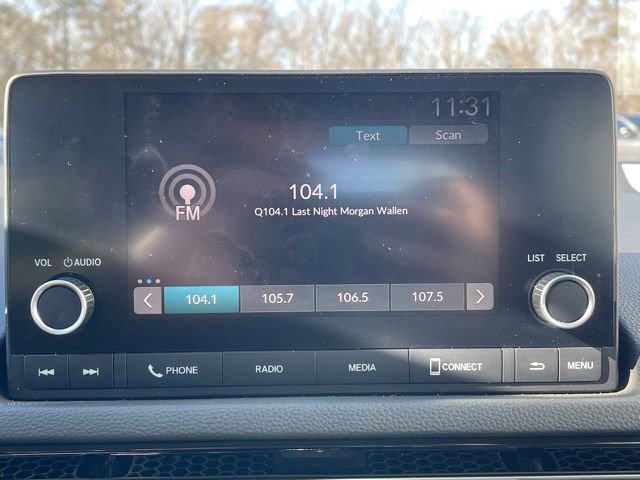 11:31
Text Scan
104.1
FM
Q104.1 Last Night Morgan Wallen
VOL AUDIO
LIST SELECT
104.1 105.7 106.5 107.5
PHONE RADIO MEDIA CONNECT MENU